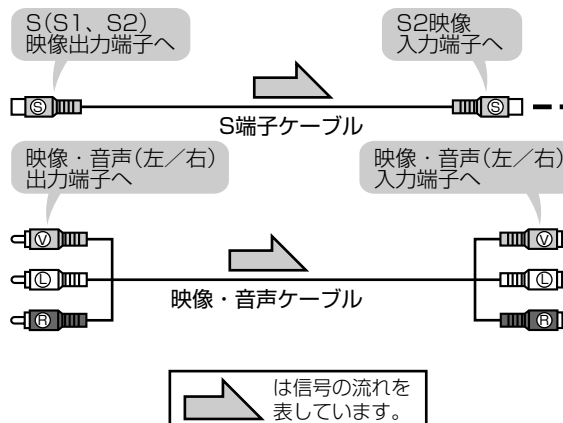 S(S1、S2)
映像出力端子へ
S2映像
入力端子へ
Ⓢ Ⓢ
S端子ケーブル
映像・音声(左／右)
出力端子へ
映像・音声(左／右)
入力端子へ
Ⓥ Ⓥ
Ⓛ Ⓛ
映像・音声ケーブル
Ⓡ Ⓡ
は信号の流れを
表しています。